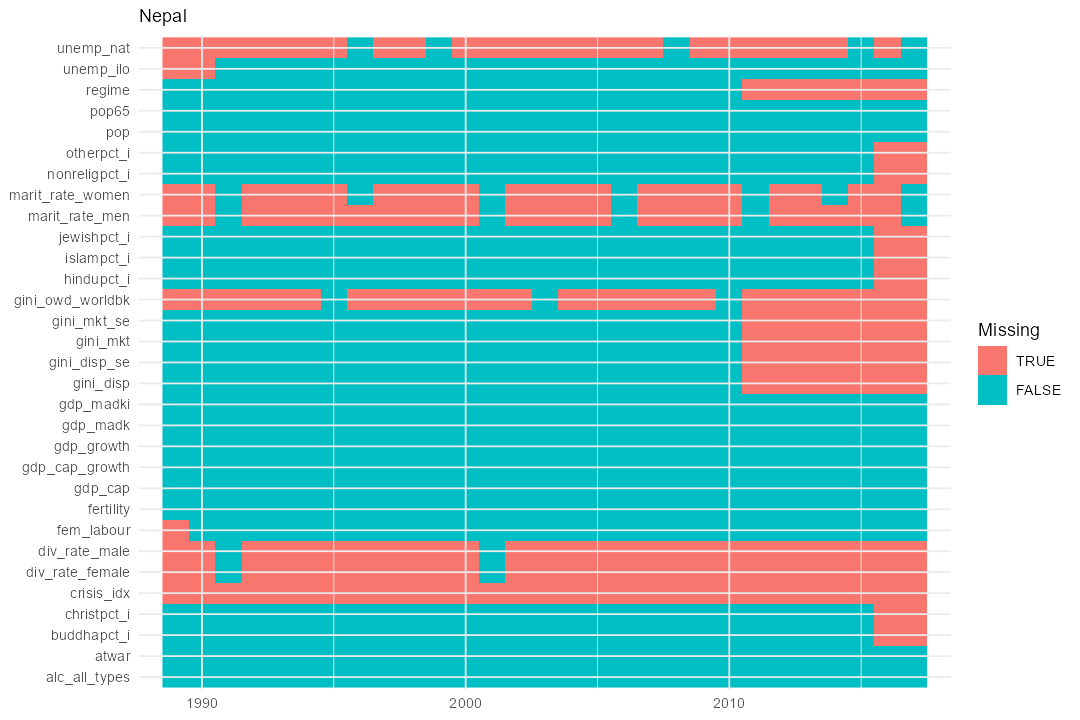 Nepal
unemp_nat
unemp_ilo
regime
pop65
pop
otherpct_i
nonreligpct_i
marit_rate_women
marit_rate_men
jewishpct_i
islampct_i
hindupct_i
gini_owd_worldbk
gini_mkt_se
gini_mkt
gini_disp_se
gini_disp
gdp_madki
gdp_madk
gdp_growth
gdp_cap_growth
gdp_cap
fertility
fem_labour
div_rate_male
div_rate_female
crisis_idx
christpct_i
buddhapct_i
atwar
alc_all_types
1990 2000 2010
Missing
TRUE
FALSE